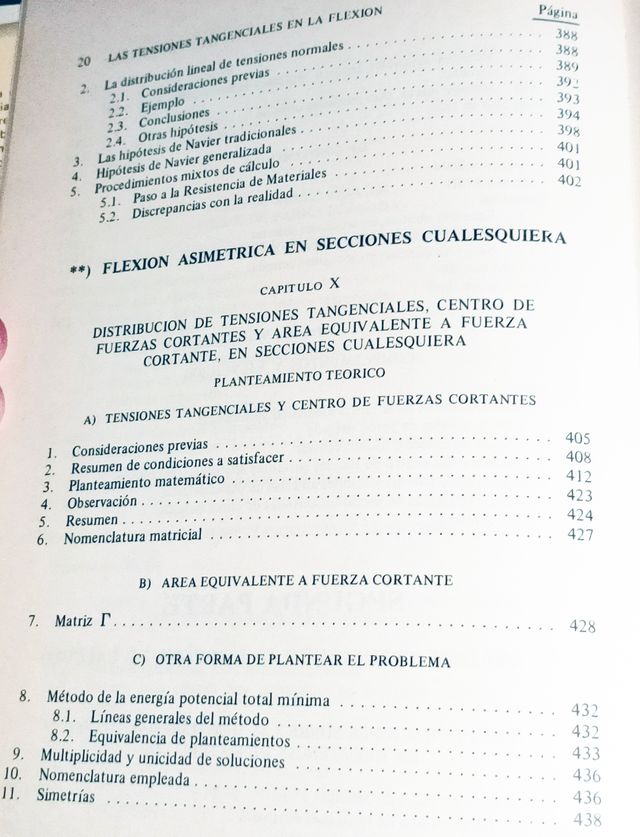 Página
20 LAS TENSIONES TANGENCIALES EN LA FLEXION
2. La distribución lineal de tensiones normales 388
2.1. Consideraciones previas 388
2.2. Ejemplo 389
2.3. Conclusiones 392
2.4. Otras hipótesis 393
3. Las hipótesis de Navier tradicionales 394
4. Hipótesis de Navier generalizada 398
5. Procedimientos mixtos de cálculo 401
5.1. Paso a la Resistencia de Materiales 401
5.2. Discrepancias con la realidad 402
**) FLEXION ASIMETRICA EN SECCIONES CUALESQUIERA
CAPITULO X
DISTRIBUCION DE TENSIONES TANGENCIALES, CENTRO DE
FUERZAS CORTANTES Y AREA EQUIVALENTE A FUERZA
CORTANTE, EN SECCIONES CUALESQUIERA
PLANTEAMIENTO TEORICO
A) TENSIONES TANGENCIALES Y CENTRO DE FUERZAS CORTANTES
1. Consideraciones previas 405
2. Resumen de condiciones a satisfacer 408
3. Planteamiento matemático 412
4. Observación 423
5. Resumen 424
6. Nomenclatura matricial 427
B) AREA EQUIVALENTE A FUERZA CORTANTE
7. Matriz Γ 428
C) OTRA FORMA DE PLANTEAR EL PROBLEMA
8. Método de la energía potencial total mínima 432
8.1. Líneas generales del método 432
8.2. Equivalencia de planteamientos 433
9. Multiplicidad y unicidad de soluciones 436
10. Nomenclatura empleada 436
11. Simetrías 438